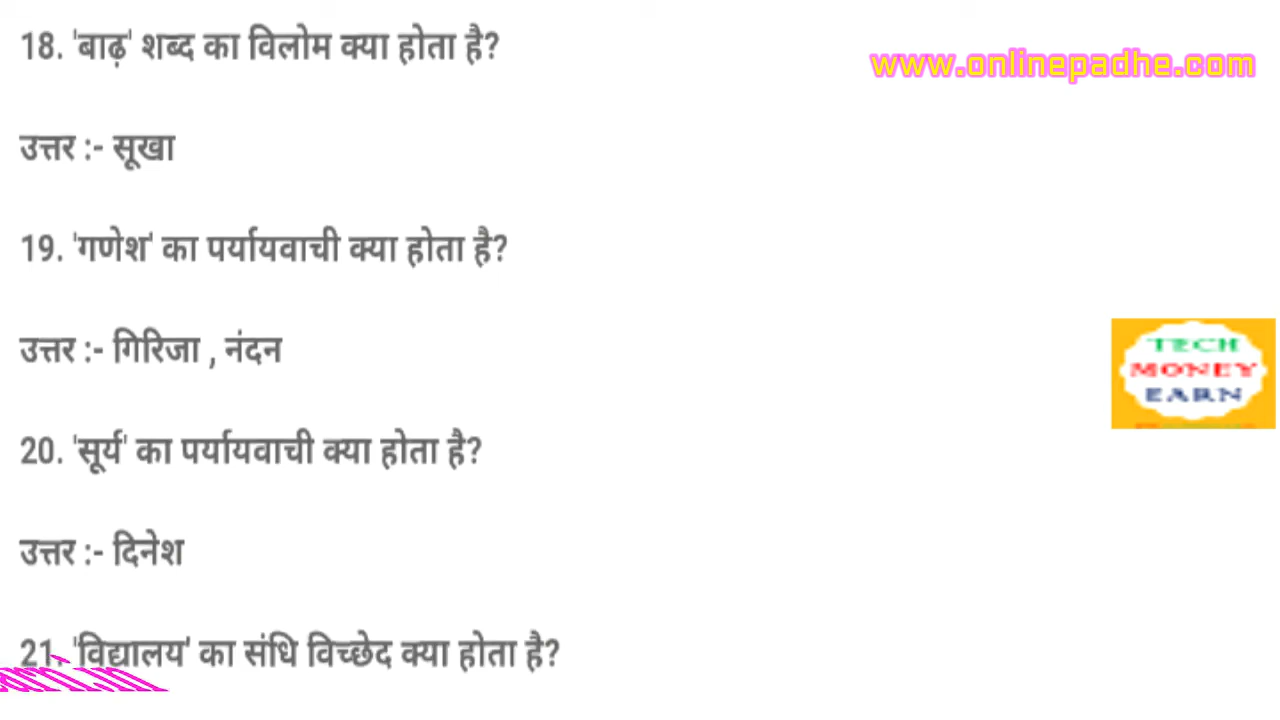 18. 'बाढ़' शब्द का विलोम क्या होता है?
www.onlinepadhe.com
उत्तर :- सूखा
19. 'गणेश' का पर्यायवाची क्या होता है?
उत्तर :- गिरिजा , नंदन
TECH
MONEY
EARN
20. 'सूर्य' का पर्यायवाची क्या होता है?
उत्तर :- दिनेश
21. 'विद्यालय' का संधि विच्छेद क्या होता है?